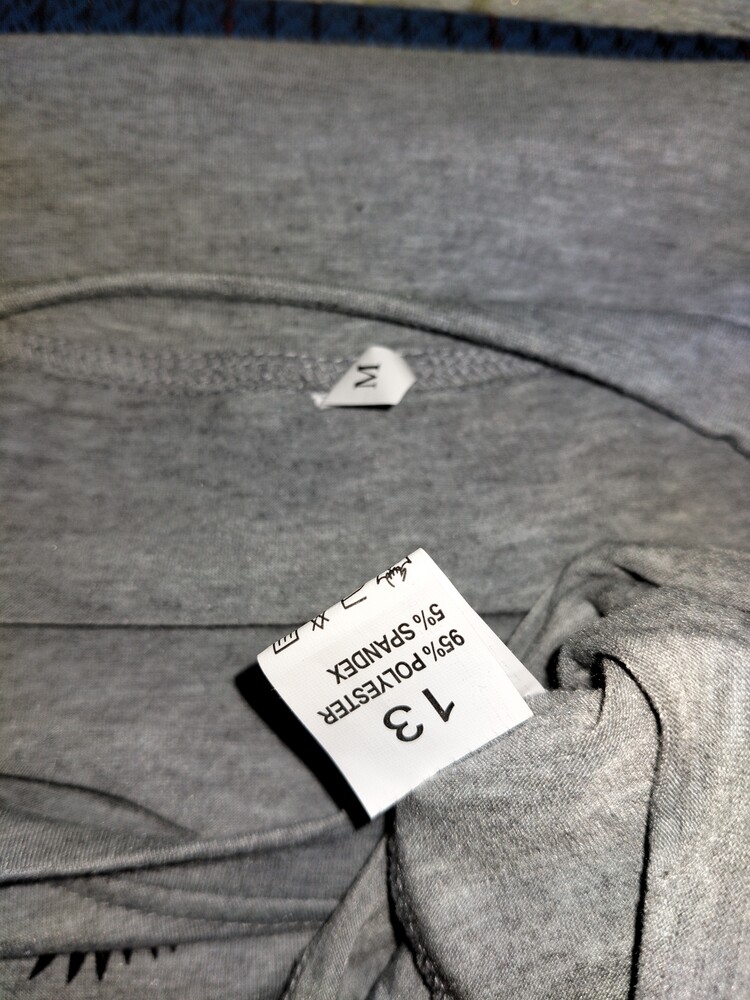 M
13
95% POLYESTER
5% SPANDEX